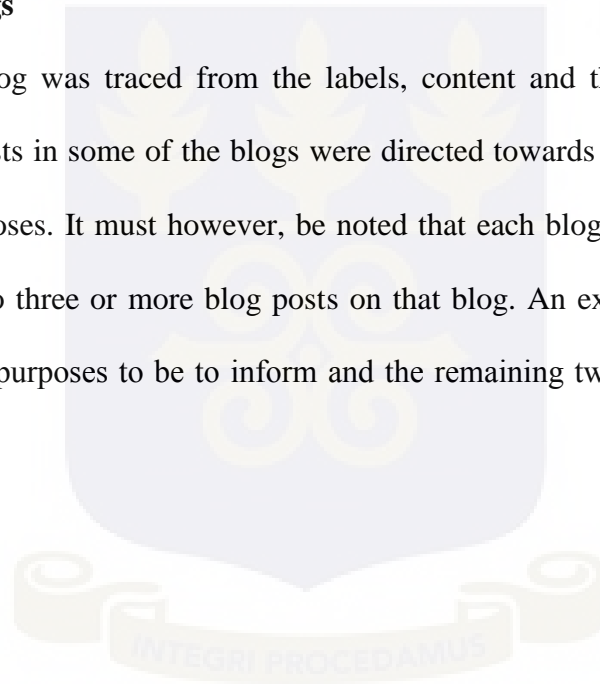 gs
og was traced from the labels, content and th
sts in some of the blogs were directed towards
oses. It must however, be noted that each blog
o three or more blog posts on that blog. An ex
purposes to be to inform and the remaining tw
INTEGRI PROCEDAMUS